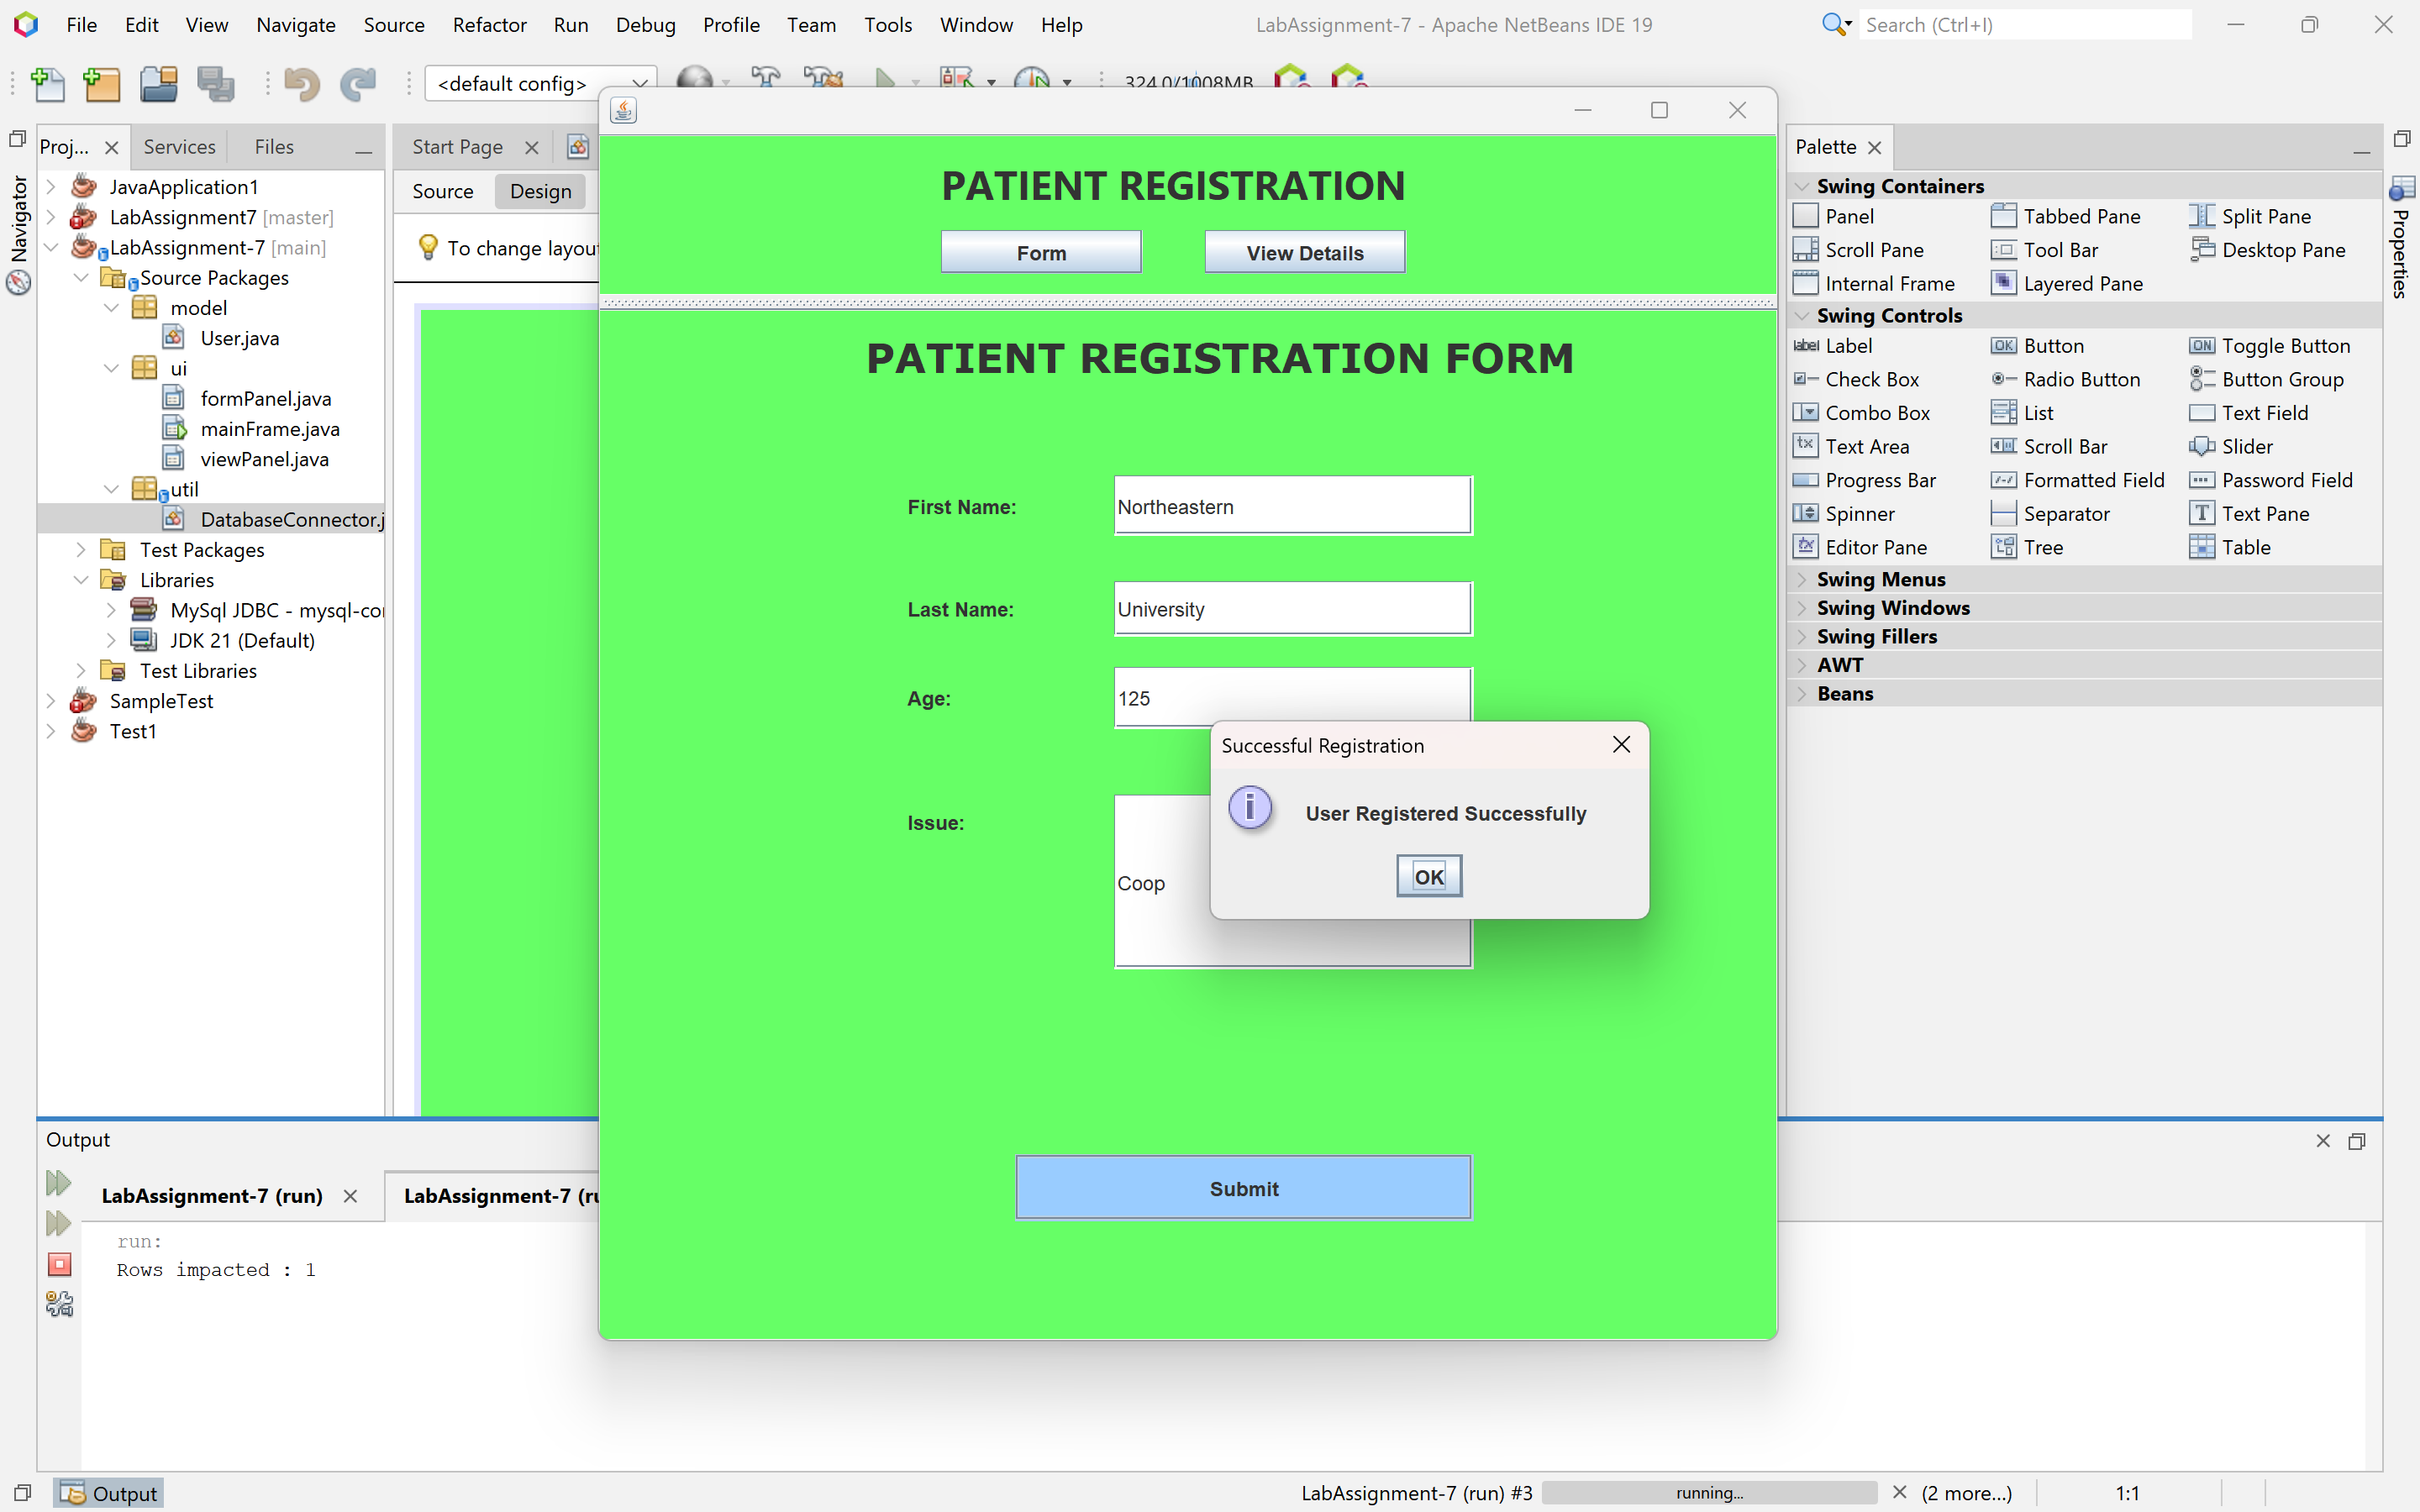 File Edit View Navigate Source Refactor Run Debug Profile Team Tools Window Help
LabAssignment-7 - Apache NetBeans IDE 19
Search (Ctrl+I)
<default config>
324.0/1008MB
Proj...
Services
Files
Start Page
Navigator
Source
Design
To change layou
JavaApplication1
LabAssignment7 [master]
LabAssignment-7 [main]
Source Packages
model
User.java
ui
formPanel.java
mainFrame.java
viewPanel.java
util
DatabaseConnector.j
Test Packages
Libraries
MySql JDBC - mysql-co
JDK 21 (Default)
Test Libraries
SampleTest
Test1
PATIENT REGISTRATION
Form
View Details
PATIENT REGISTRATION FORM
First Name:
Northeastern
Last Name:
University
Age:
125
Issue:
Coop
Successful Registration
i
User Registered Successfully
OK
Submit
Palette
Properties
Swing Containers
Panel
Tabbed Pane
Split Pane
Scroll Pane
Tool Bar
Desktop Pane
Internal Frame
Layered Pane
Swing Controls
label Label
OK Button
ON Toggle Button
Check Box
Radio Button
Button Group
Combo Box
List
Text Field
tx Text Area
Scroll Bar
Slider
Progress Bar
Formatted Field
Password Field
Spinner
Separator
T Text Pane
Editor Pane
Tree
Table
Swing Menus
Swing Windows
Swing Fillers
AWT
Beans
Output
LabAssignment-7 (run)
LabAssignment-7 (ru
run:
Rows impacted : 1
Output
LabAssignment-7 (run) #3
running...
(2 more...)
1:1